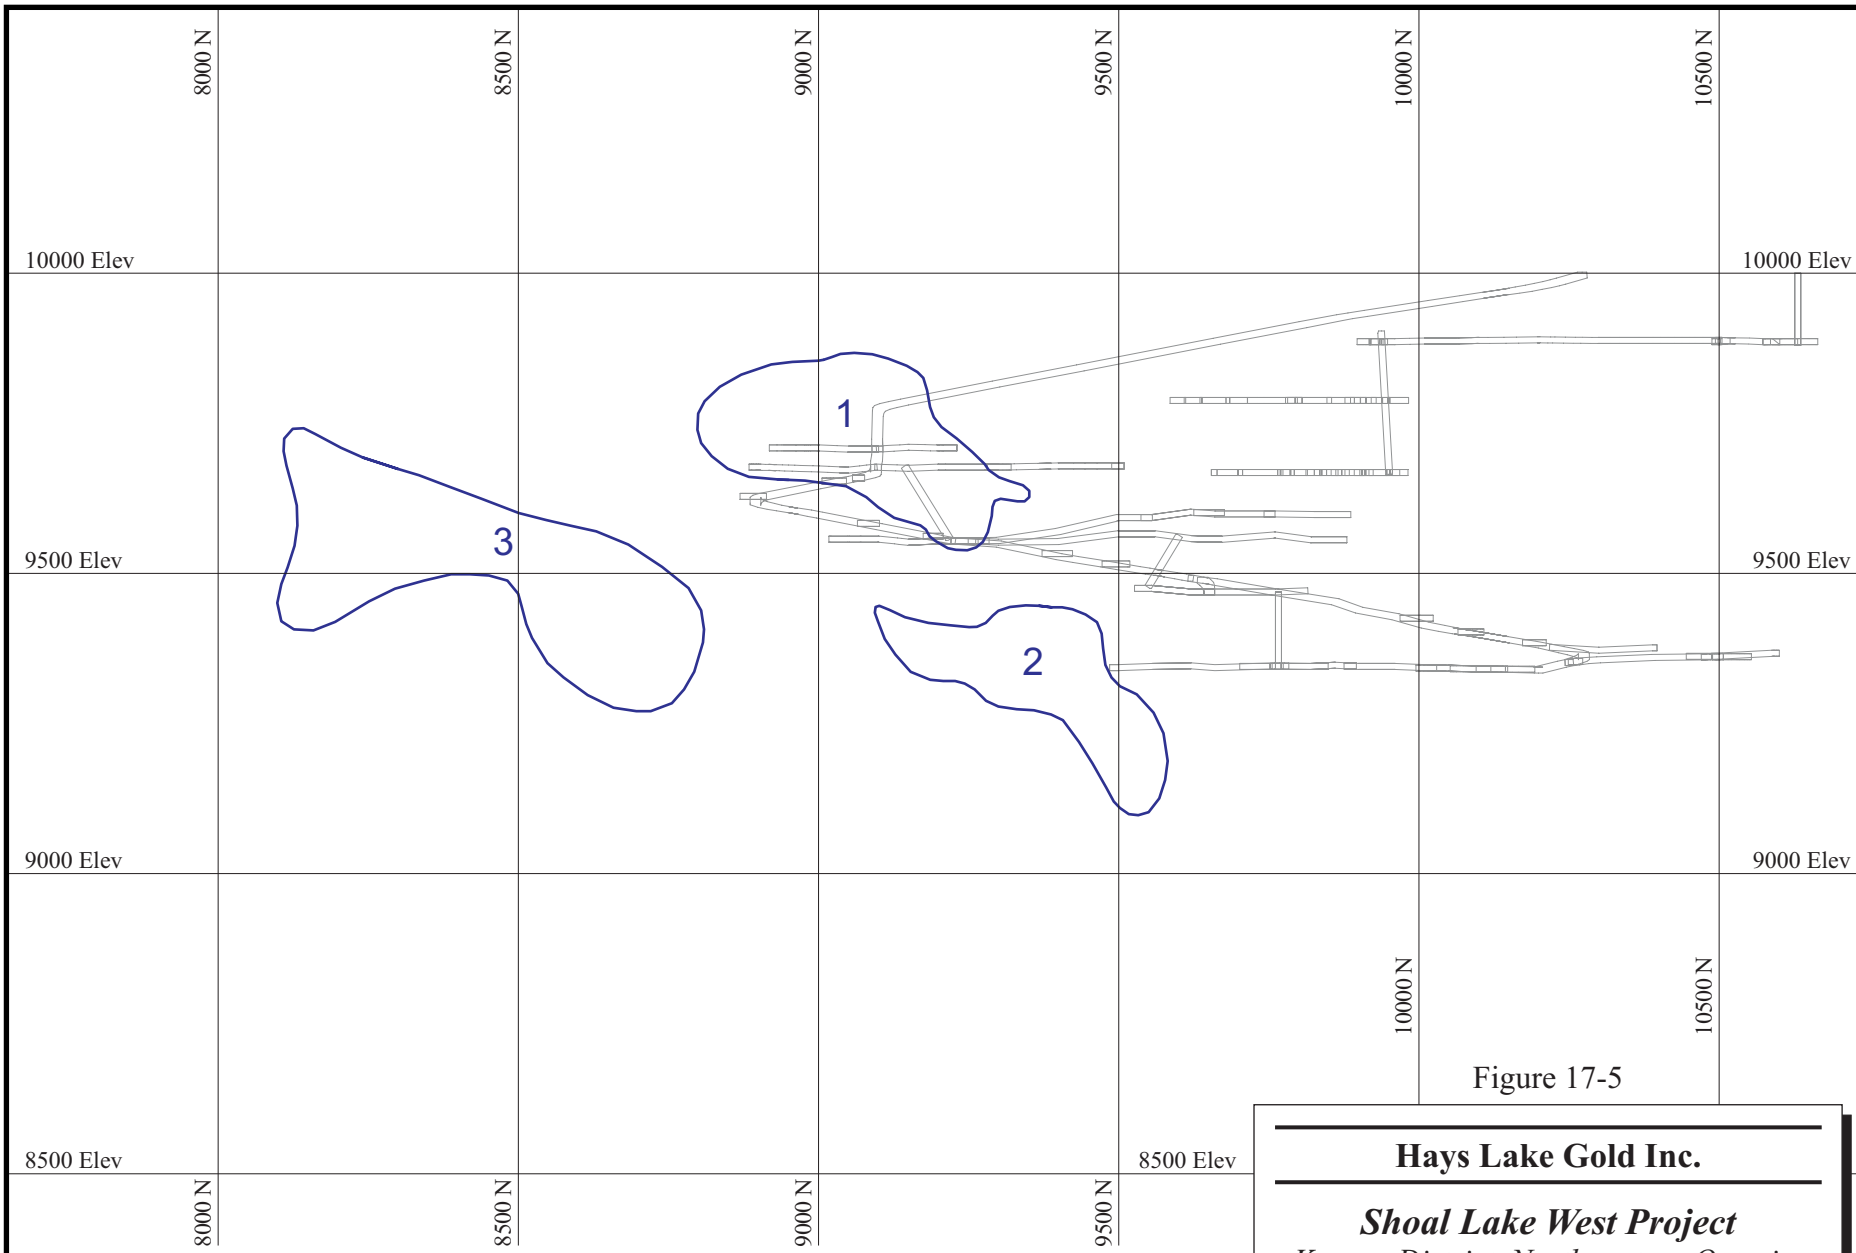 8000 N
8500 N
9000 N
9500 N
10000 N
10500 N
10000 Elev
10000 Elev
1
3
9500 Elev
9500 Elev
2
9000 Elev
9000 Elev
10000 N
10500 N
Figure 17-5
Hays Lake Gold Inc.
8500 Elev
8500 Elev
8000 N
8500 N
9000 N
9500 N
Shoal Lake West Project